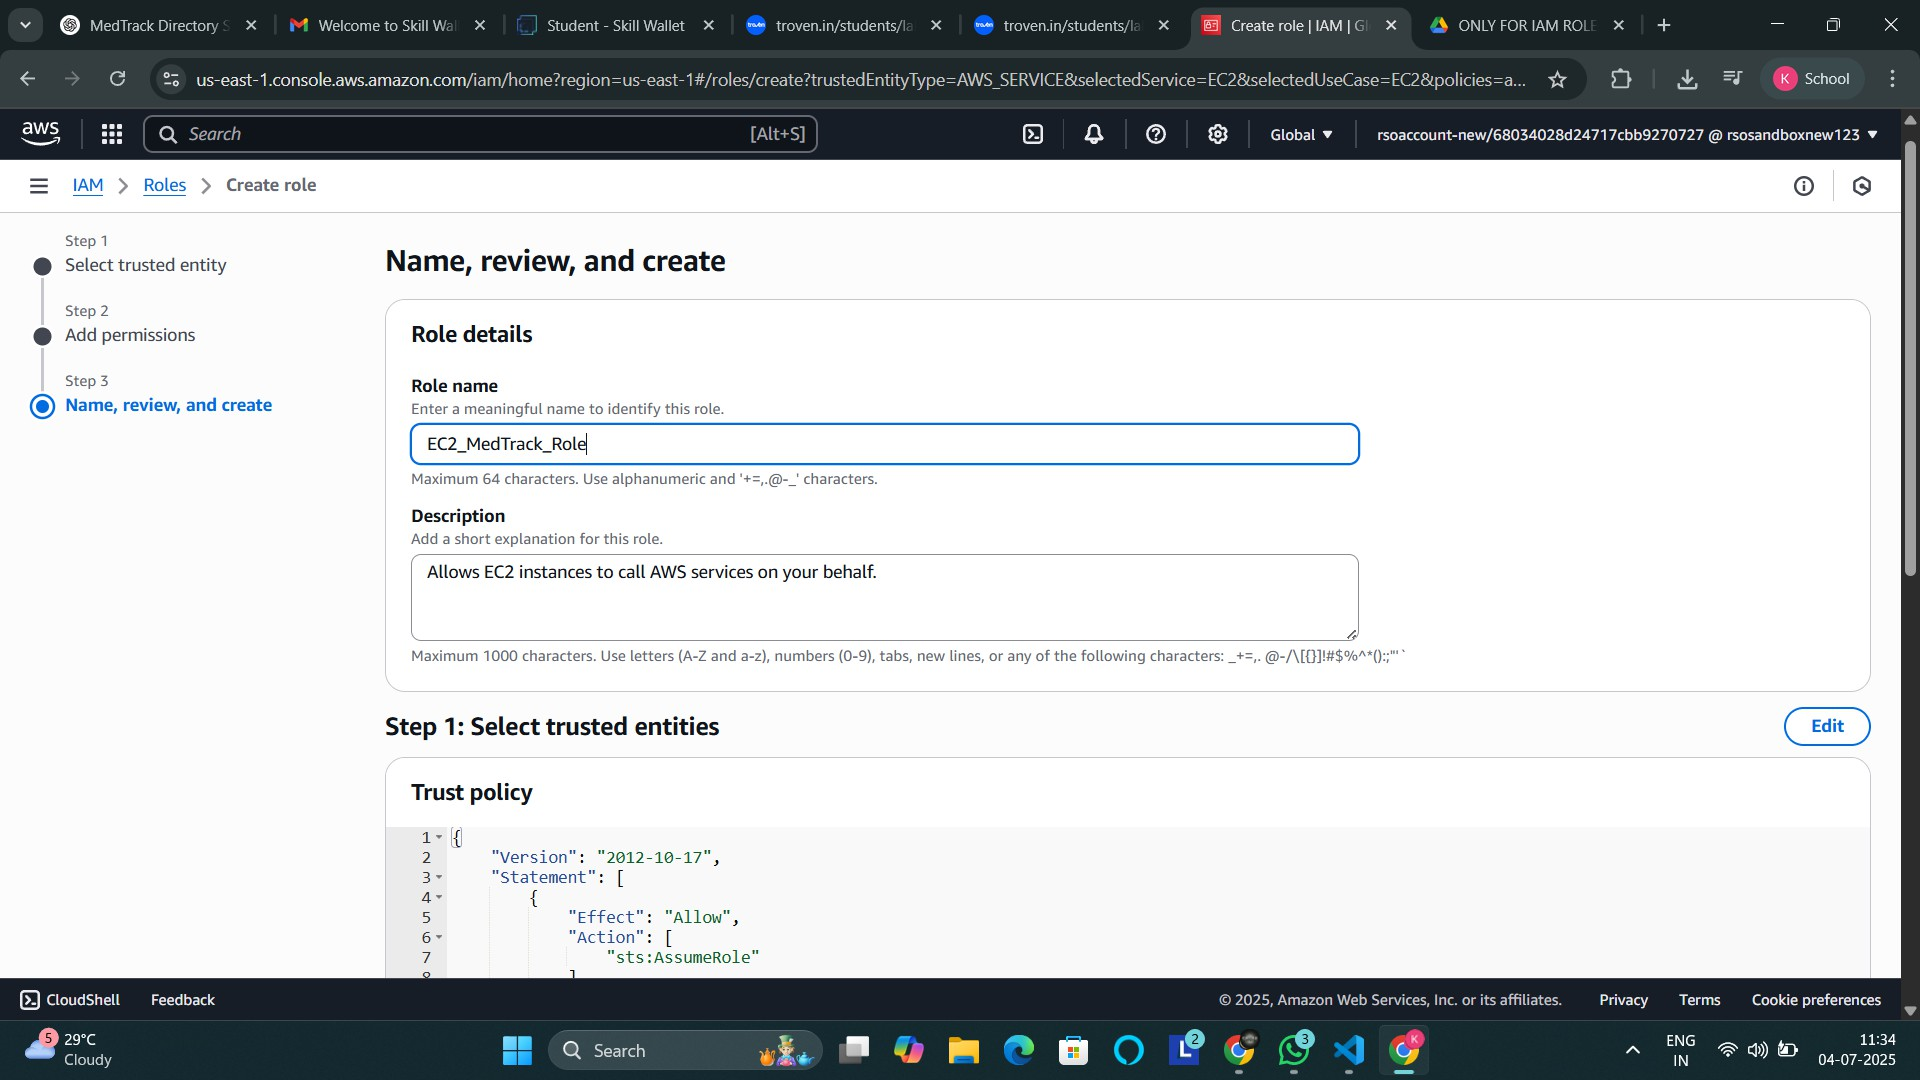 MedTrack Directory S
Welcome to Skill Wal
Student - Skill Wallet
troven.in/students/la
troven.in/students/la
Create role | IAM | Gl
ONLY FOR IAM ROLE
us-east-1.console.aws.amazon.com/iam/home?region=us-east-1#/roles/create?trustedEntityType=AWS_SERVICE&selectedService=EC2&selectedUseCase=EC2&policies=a...
K School
aws
Search [Alt+S]
Global
rsoaccount-new/68034028d24717cbb9270727 @ rsosandboxnew123
IAM
Roles
Create role
Step 1
Select trusted entity
Step 2
Add permissions
Step 3
Name, review, and create
Name, review, and create
Role details
Role name
Enter a meaningful name to identify this role.
EC2_MedTrack_Role
Maximum 64 characters. Use alphanumeric and '+=,.@-_' characters.
Description
Add a short explanation for this role.
Allows EC2 instances to call AWS services on your behalf.
Maximum 1000 characters. Use letters (A-Z and a-z), numbers (0-9), tabs, new lines, or any of the following characters: _+=,. @-/\[{}]!#$%^*();:"'`
Step 1: Select trusted entities
Edit
Trust policy
1 {
2 "Version": "2012-10-17",
3 "Statement": [
4 {
5 "Effect": "Allow",
6 "Action": [
7 "sts:AssumeRole"
8 ]
CloudShell
Feedback
© 2025, Amazon Web Services, Inc. or its affiliates.
Privacy
Terms
Cookie preferences
5
29°C
Cloudy
Search
L 2
3
K
ENG
IN
11:34
04-07-2025